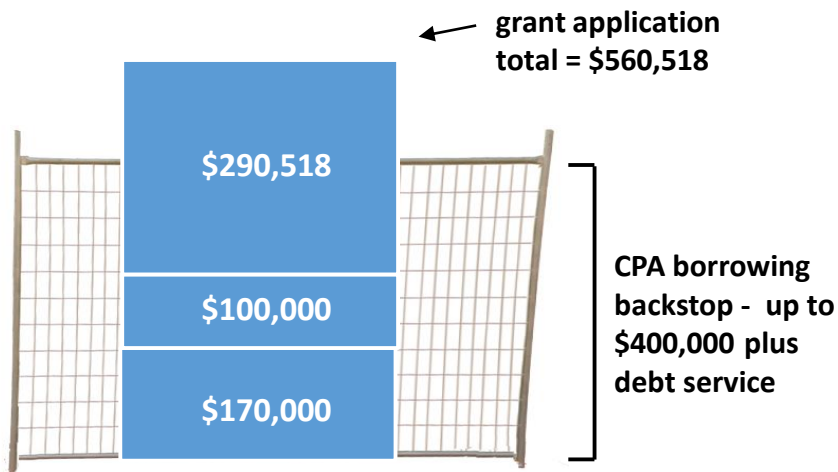 grant application
total = $560,518
$290,518
$100,000
$170,000
CPA borrowing
backstop - up to
$400,000 plus
debt service